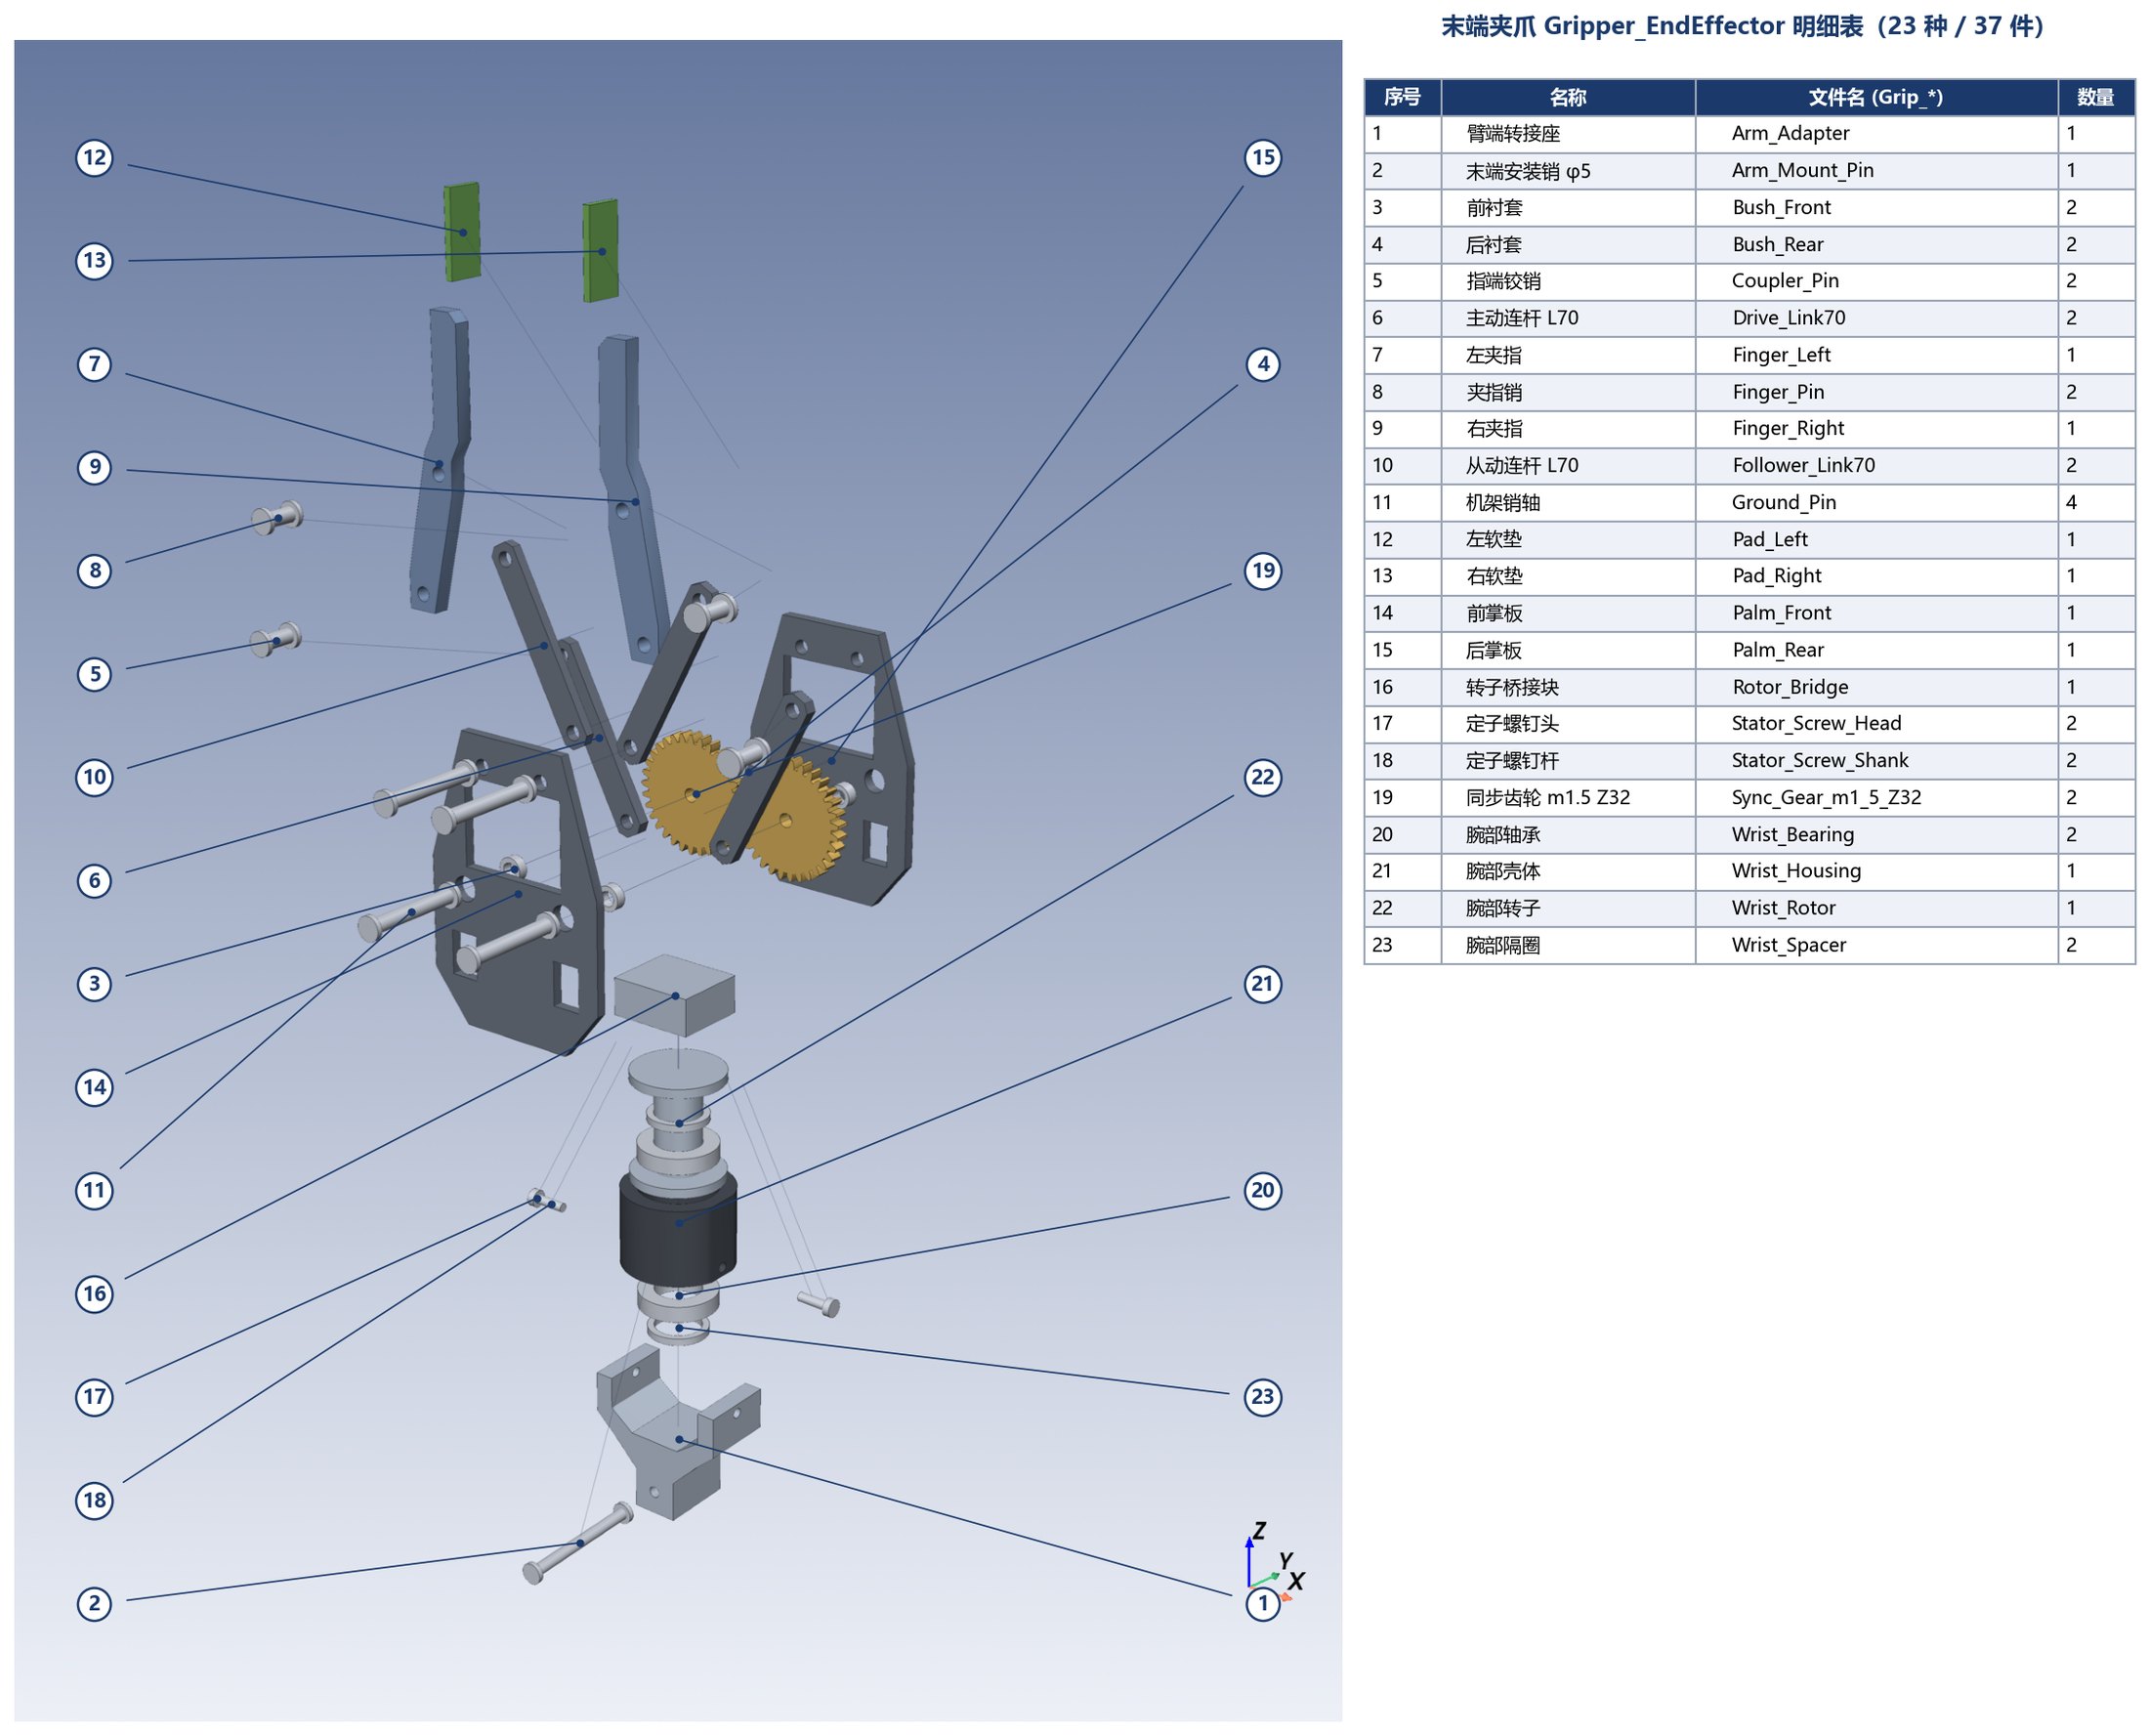 末端夹爪 Gripper_EndEffector 明细表（23 种 / 37 件）
序号 名称 文件名 (Grip_*) 数量
1 臂端转接座 Arm_Adapter 1
2 末端安装销 φ5 Arm_Mount_Pin 1
3 前衬套 Bush_Front 2
4 后衬套 Bush_Rear 2
5 指端铰销 Coupler_Pin 2
6 主动连杆 L70 Drive_Link70 2
7 左夹指 Finger_Left 1
8 夹指销 Finger_Pin 2
9 右夹指 Finger_Right 1
10 从动连杆 L70 Follower_Link70 2
11 机架销轴 Ground_Pin 4
12 左软垫 Pad_Left 1
13 右软垫 Pad_Right 1
14 前掌板 Palm_Front 1
15 后掌板 Palm_Rear 1
16 转子桥接块 Rotor_Bridge 1
17 定子螺钉头 Stator_Screw_Head 2
18 定子螺钉杆 Stator_Screw_Shank 2
19 同步齿轮 m1.5 Z32 Sync_Gear_m1_5_Z32 2
20 腕部轴承 Wrist_Bearing 2
21 腕部壳体 Wrist_Housing 1
22 腕部转子 Wrist_Rotor 1
23 腕部隔圈 Wrist_Spacer 2
12
13
7
9
8
5
10
6
3
14
11
16
17
18
2
15
4
19
22
21
20
23
1
Z
Y
X